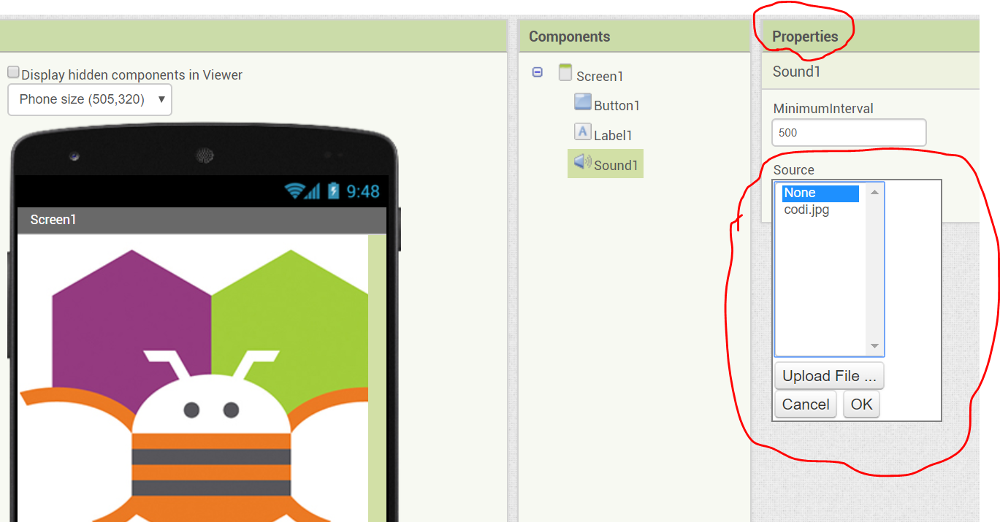 Components
Properties
Display hidden components in Viewer
Phone size (505,320)
9:48
Screen1
Screen1
Button1
A Label1
Sound1
Sound1
MinimumInterval
500
Source
None
codi.jpg
Upload File ...
Cancel OK